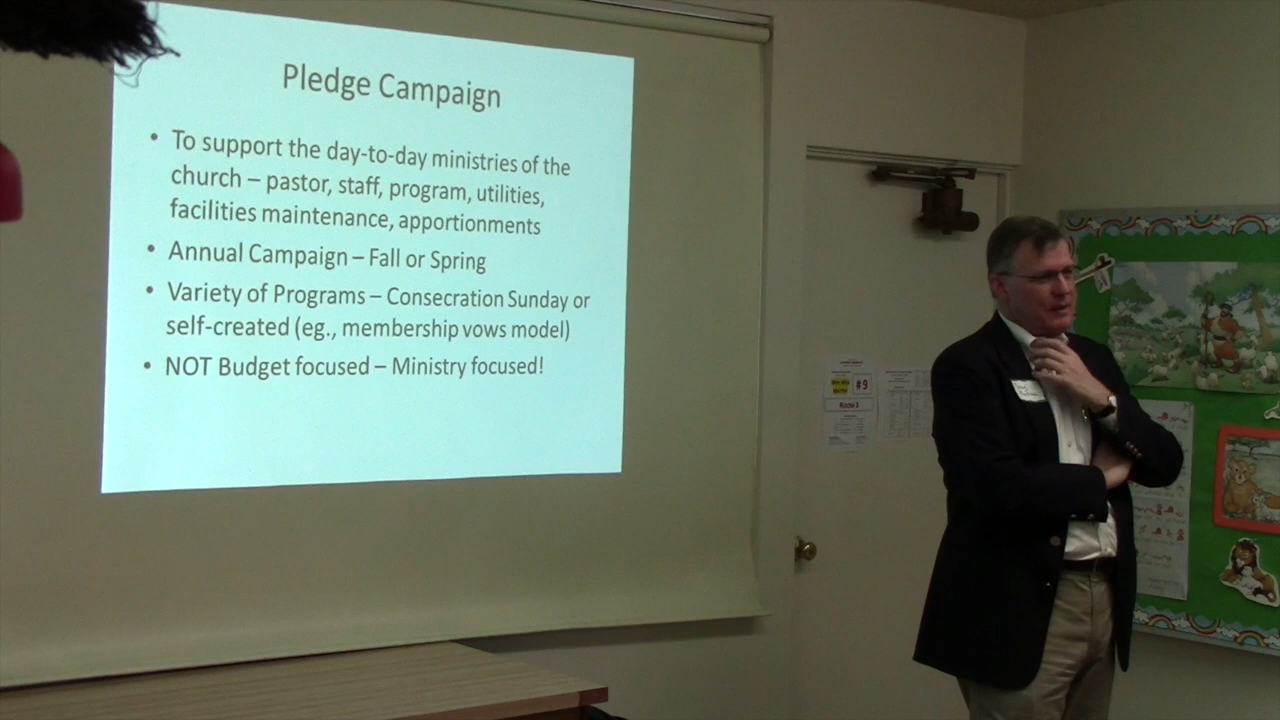 Pledge Campaign
• To support the day-to-day ministries of the
church – pastor, staff, program, utilities,
facilities maintenance, apportionments
• Annual Campaign – Fall or Spring
• Variety of Programs – Consecration Sunday or
self-created (eg., membership vows model)
• NOT Budget focused – Ministry focused!
#9